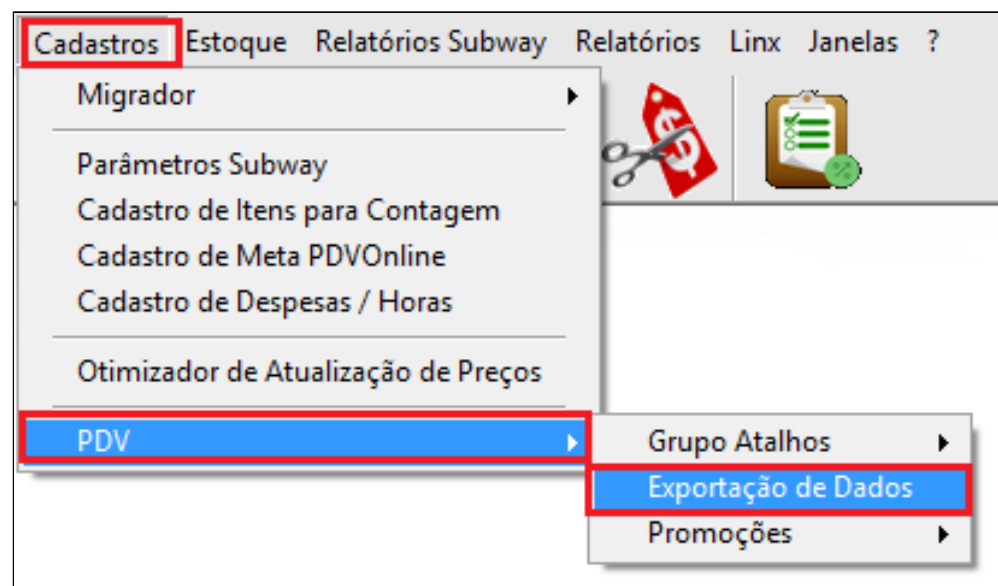 Cadastros Estoque Relatórios Subway Relatórios Linx Janelas ?
Migrador
Parâmetros Subway
Cadastro de Itens para Contagem
Cadastro de Meta PDVOnline
Cadastro de Despesas / Horas
Otimizador de Atualização de Preços
PDV
Grupo Atalhos
Exportação de Dados
Promoções